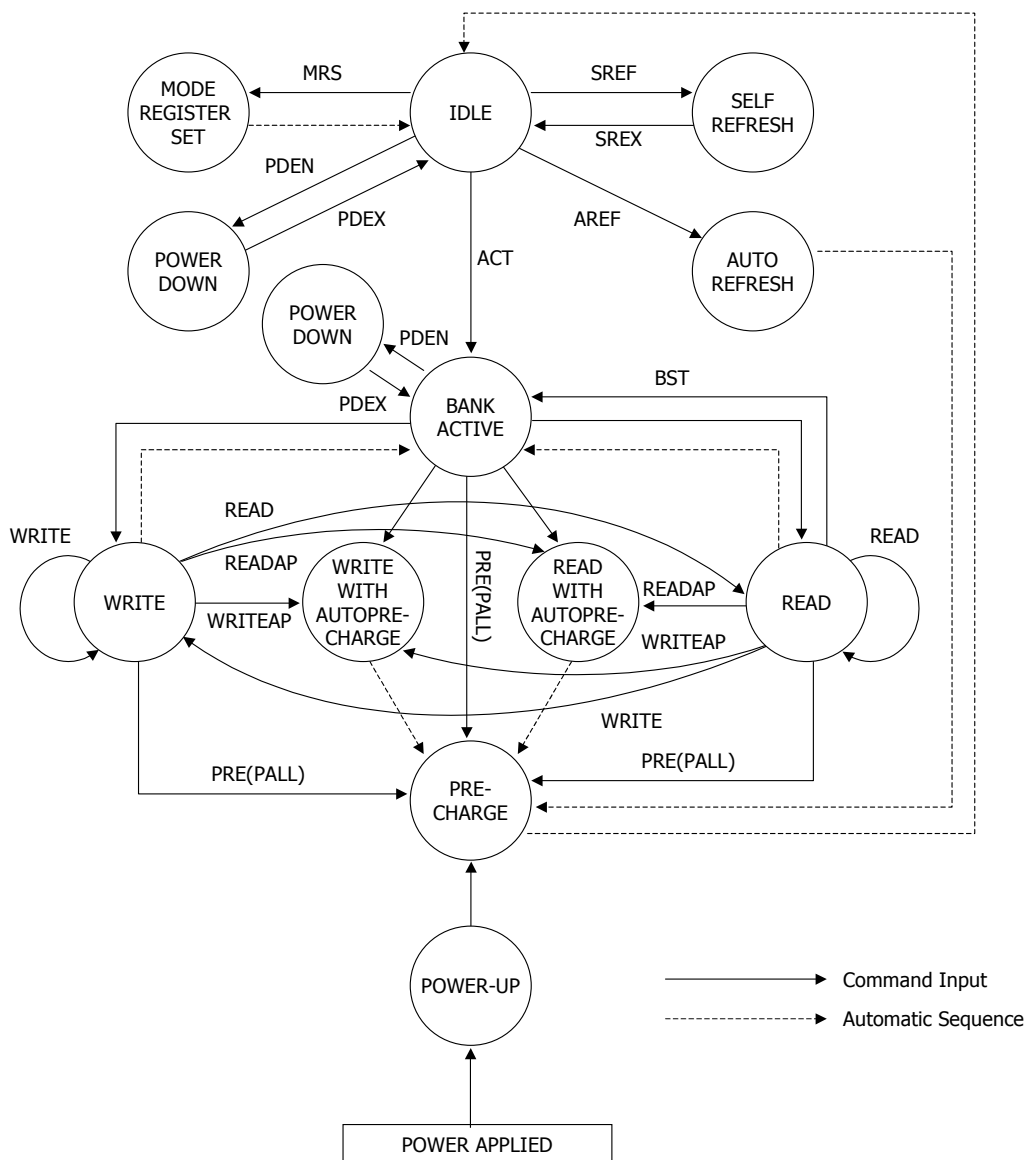 MRS
SREF
MODE
REGISTER
SET
IDLE
SELF
REFRESH
SREX
PDEN
PDEX
AREF
POWER
DOWN
ACT
AUTO
REFRESH
POWER
DOWN
PDEN
PDEX
BST
BANK
ACTIVE
READ
WRITE
READ
READAP
WRITE
WRITEAP
WRITE
WITH
AUTOPRE-
CHARGE
PRE(PALL)
READ
WITH
AUTOPRE-
CHARGE
READAP
READ
WRITEAP
WRITE
PRE(PALL)
PRE(PALL)
PRE-
CHARGE
POWER-UP
Command Input
Automatic Sequence
POWER APPLIED